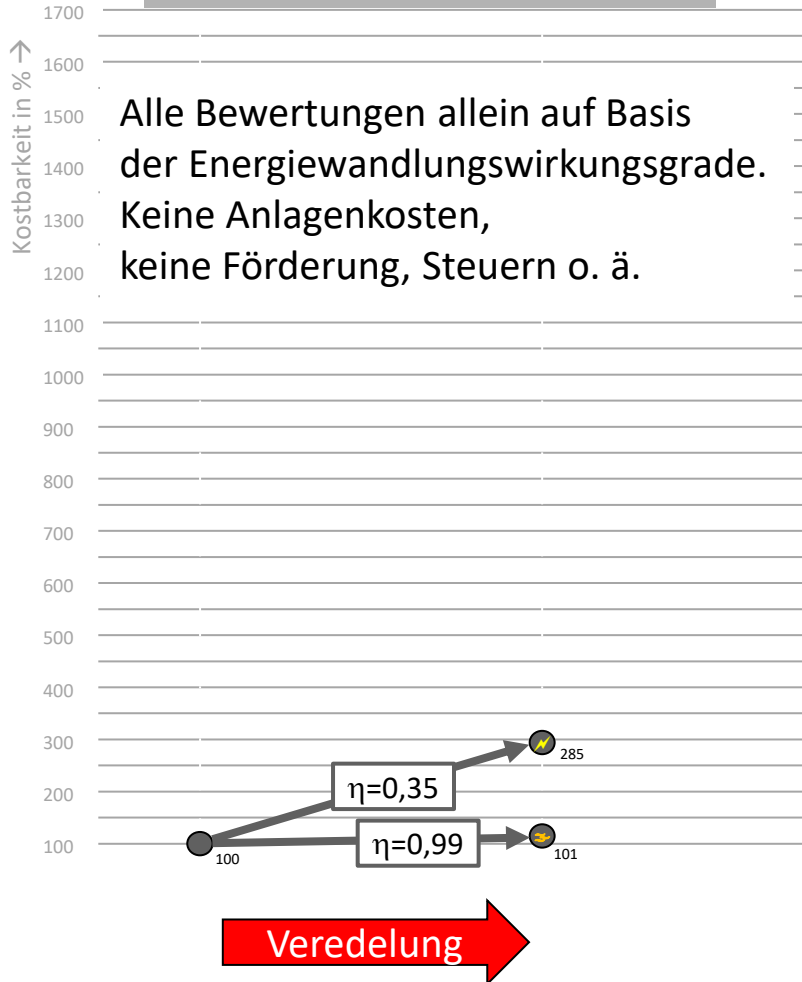 Kostbarkeit in % →
1700
1600
1500
1400
1300
1200
1100
1000
900
800
700
600
500
400
300
200
100
Alle Bewertungen allein auf Basis
der Energiewandlungswirkungsgrade.
Keine Anlagenkosten,
keine Förderung, Steuern o. ä.
285
η=0,35
η=0,99
100
101
Veredelung